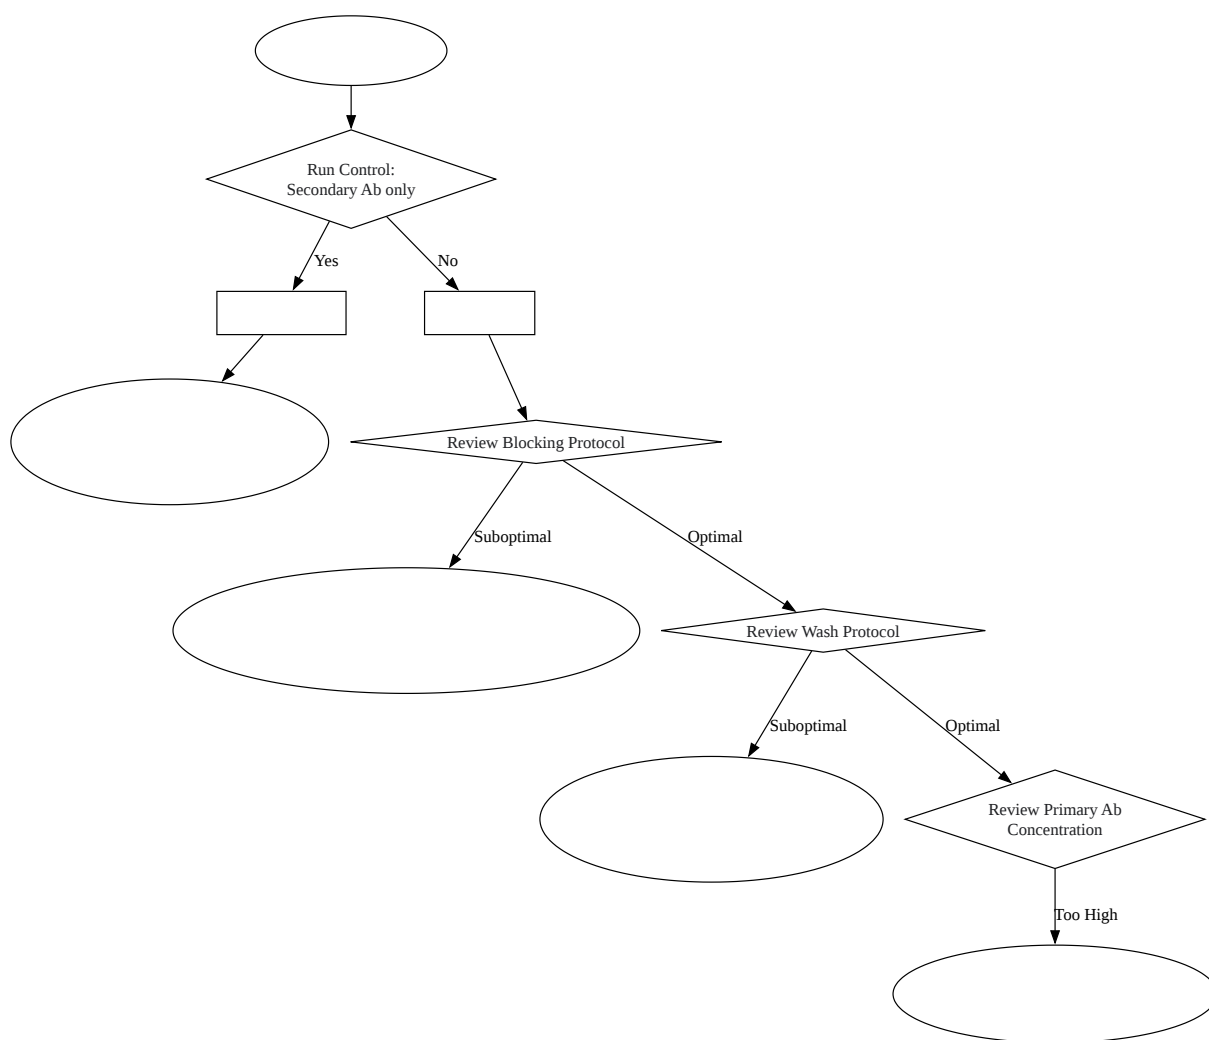 Run Control:
Secondary Ab only
Yes
No
Review Blocking Protocol
Suboptimal
Optimal
Review Wash Protocol
Suboptimal
Optimal
Review Primary Ab
Concentration
Too High